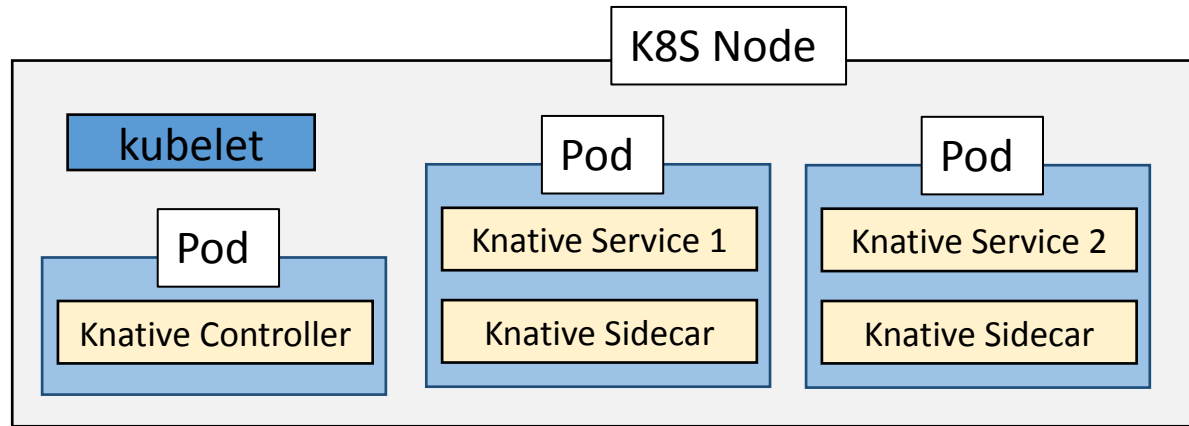 K8S Node
kubelet
Pod
Knative Controller
Pod
Knative Service 1
Knative Sidecar
Pod
Knative Service 2
Knative Sidecar